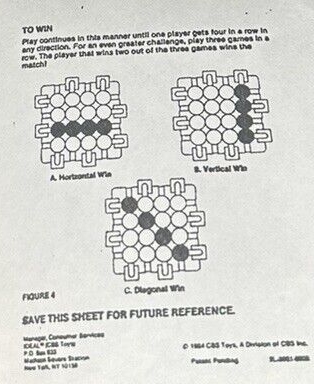 TO WIN
Play continues in this manner until one player gets four in a row in
any direction. For an even greater challenge, play three games in a
row. The player that wins two out of the three games wins the
match!
A. Horizontal Win
B. Vertical Win
C. Diagonal Win
FIGURE 4
SAVE THIS SHEET FOR FUTURE REFERENCE.
Manager, Consumer Services
IDEAL® /CBS Toys
P.O. Box
Madison Square Station
New York, NY 10159
© 1984 CBS Toys, A Division of CBS Inc.
Patent Pending